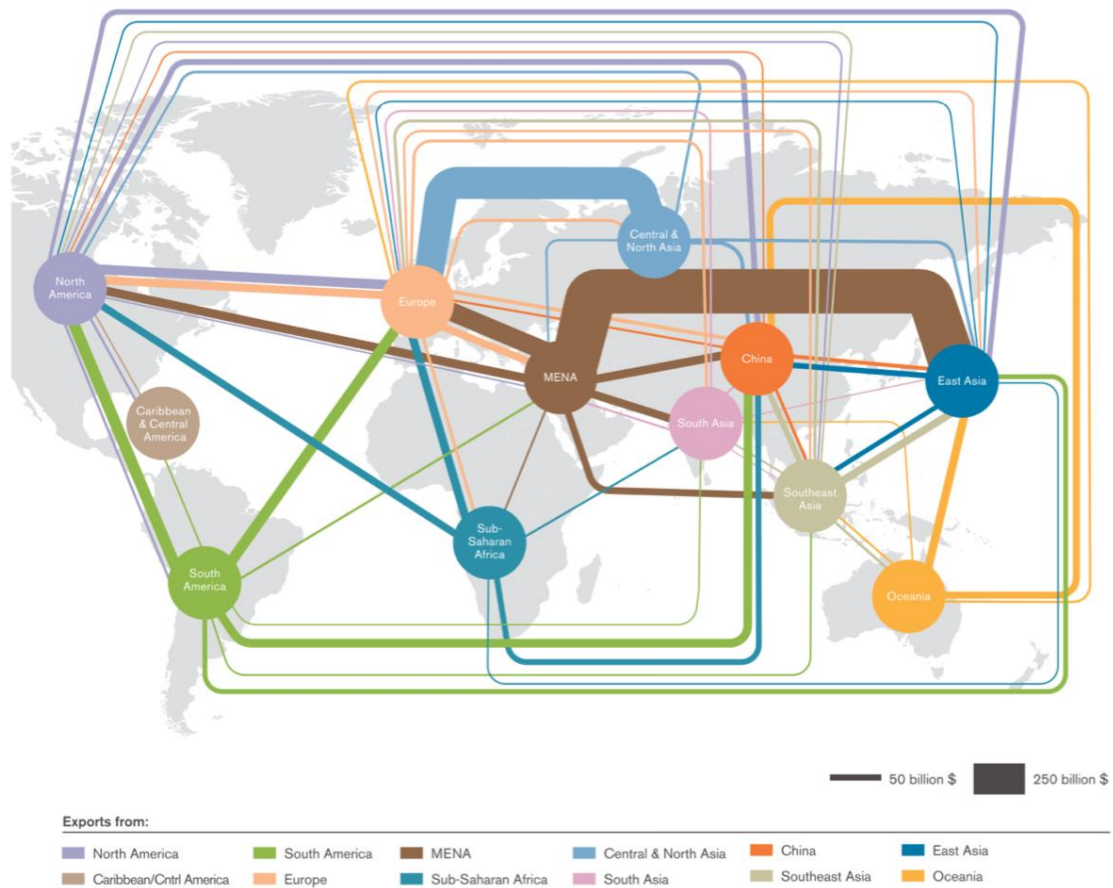 North
America
Europe
Central &
North Asia
MENA
China
East Asia
Caribbean
& Central
America
South Asia
Southeast
Asia
Sub-
Saharan
Africa
South
America
Oceania
50 billion $
250 billion $
Exports from:
North America
South America
MENA
Central & North Asia
China
East Asia
Caribbean/Cntrl America
Europe
Sub-Saharan Africa
South Asia
Southeast Asia
Oceania